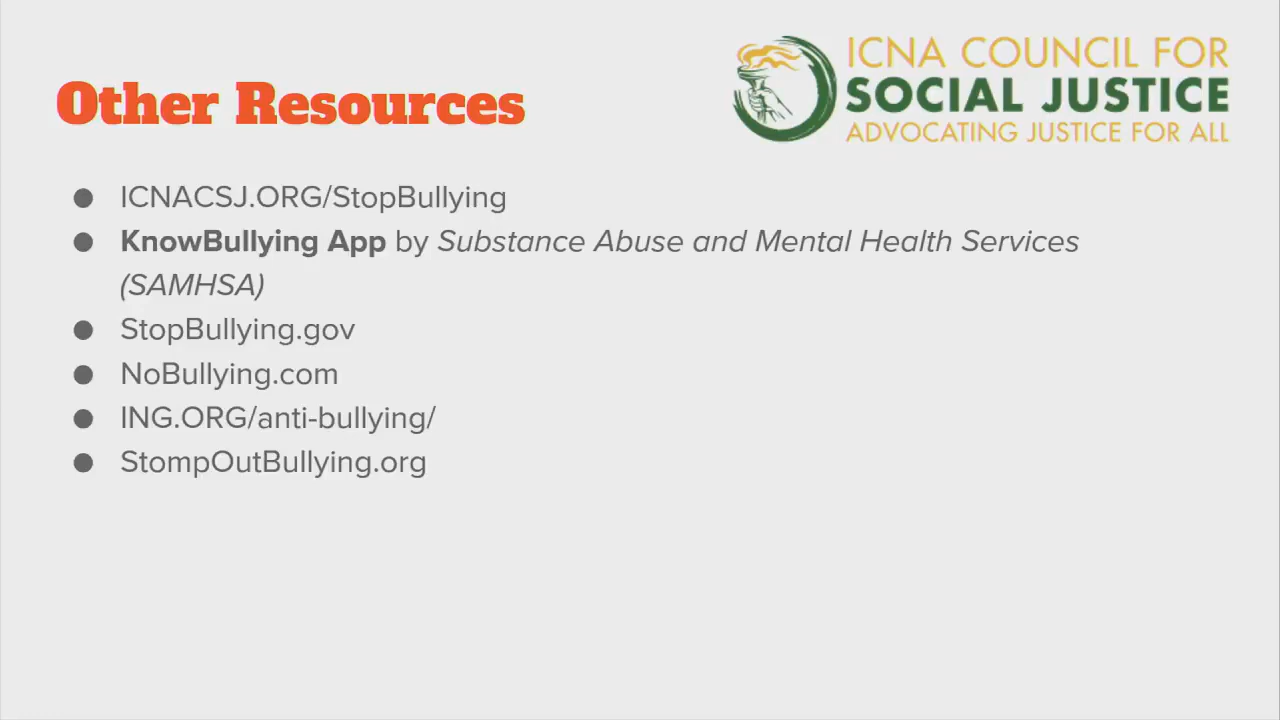 Other Resources
ICNA COUNCIL FOR
SOCIAL JUSTICE
ADVOCATING JUSTICE FOR ALL
● ICNACSJ.ORG/StopBullying
● KnowBullying App by Substance Abuse and Mental Health Services
(SAMHSA)
● StopBullying.gov
● NoBullying.com
● ING.ORG/anti-bullying/
● StompOutBullying.org